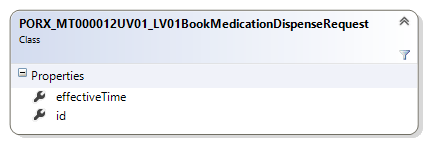 PORX_MT000012UV01_LV01BookMedicationDispenseRequest
Class
Properties
effectiveTime
id